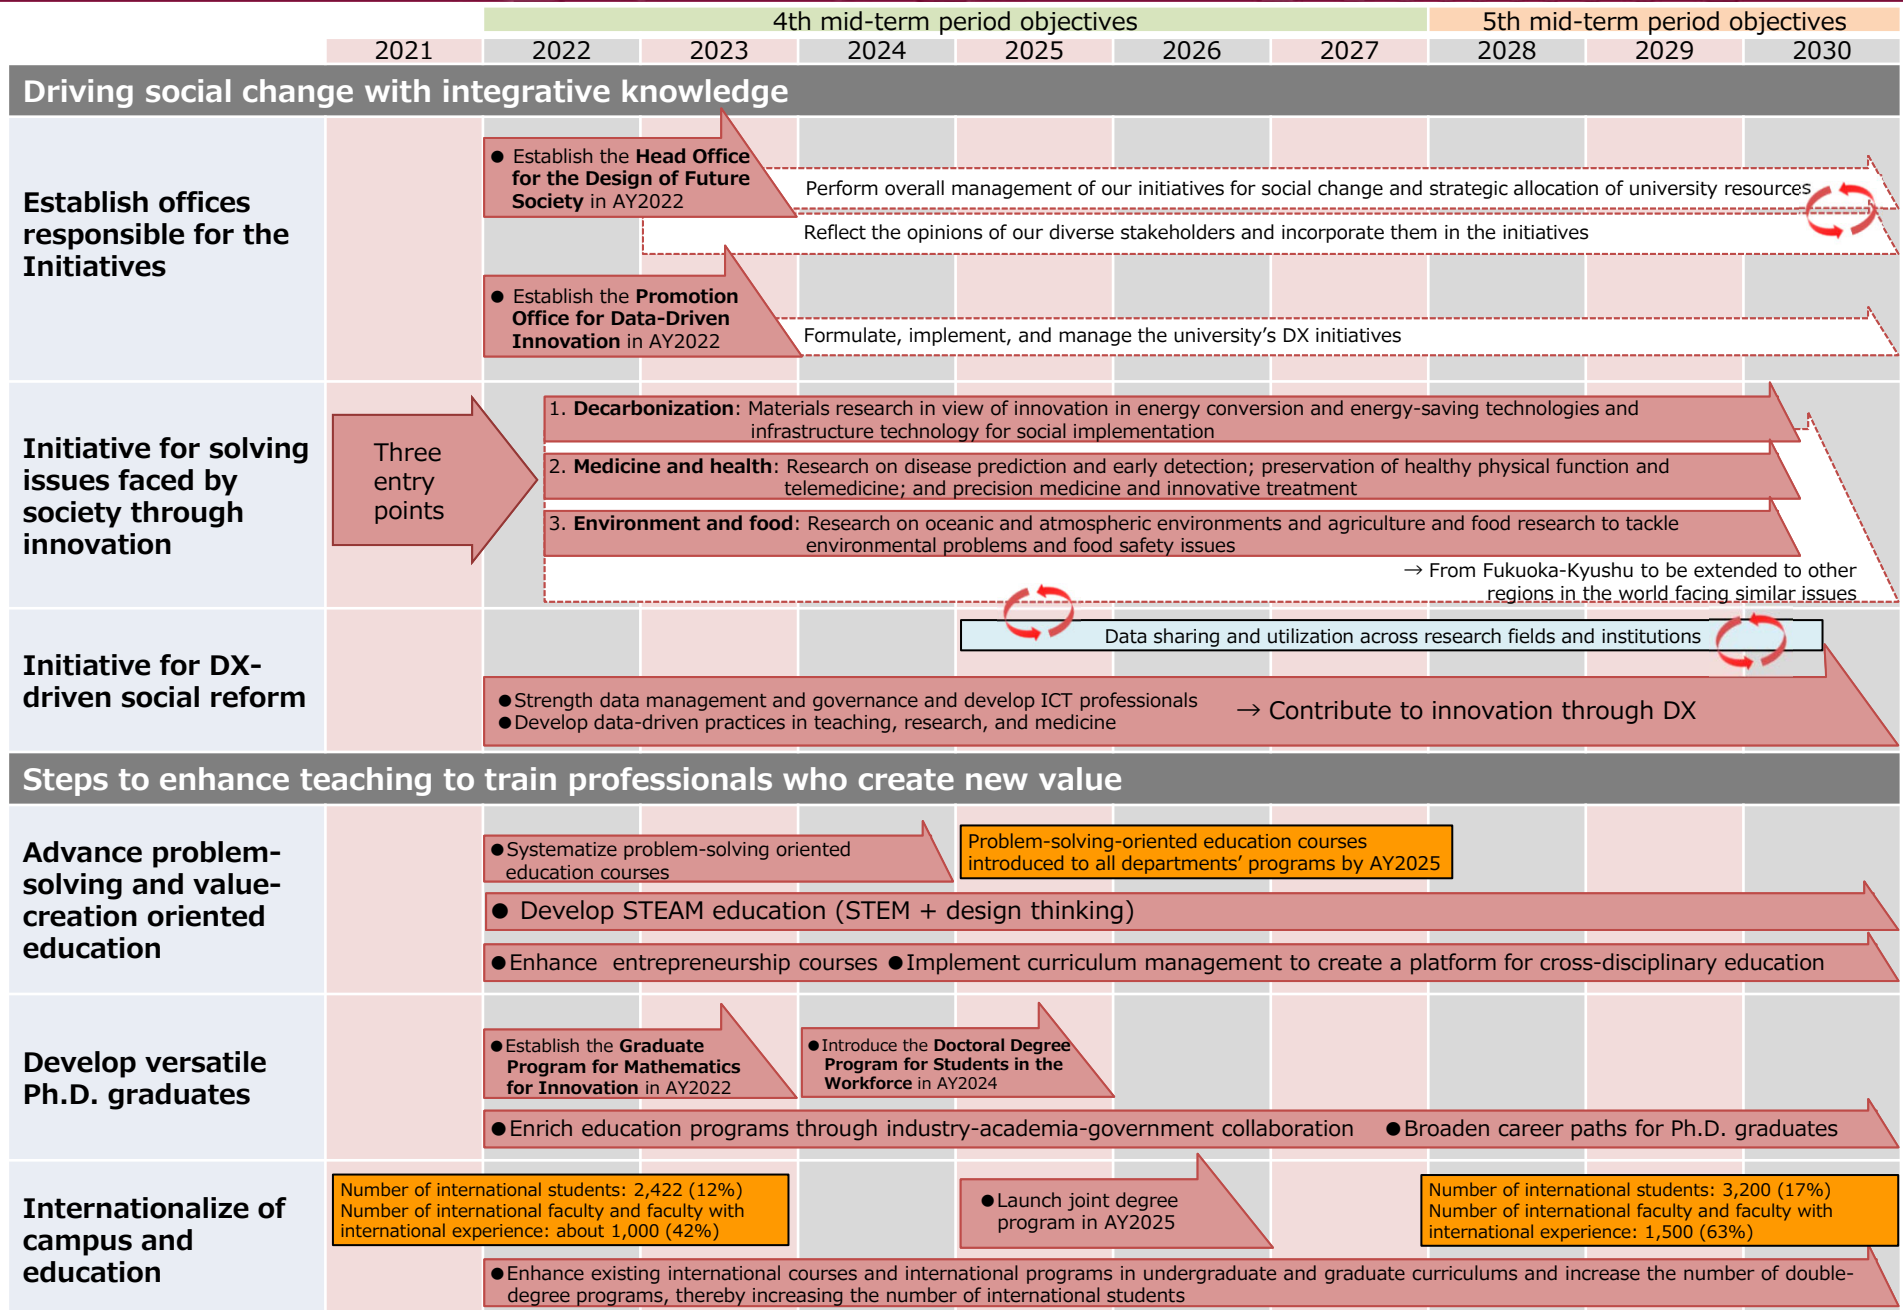 4th mid-term period objectives
5th mid-term period objectives
2021
2022
2023
2024
2025
2026
2027
2028
2029
2030
Driving social change with integrative knowledge
Establish offices
responsible for the
Initiatives
● Establish the Head Office
for the Design of Future
Society in AY2022
Perform overall management of our initiatives for social change and strategic allocation of university resources
Reflect the opinions of our diverse stakeholders and incorporate them in the initiatives
● Establish the Promotion
Office for Data-Driven
Innovation in AY2022
Formulate, implement, and manage the university's DX initiatives
Initiative for solving
issues faced by
society through
innovation
Three
entry
points
1. Decarbonization: Materials research in view of innovation in energy conversion and energy-saving technologies and
infrastructure technology for social implementation
2. Medicine and health: Research on disease prediction and early detection; preservation of healthy physical function and
telemedicine; and precision medicine and innovative treatment
3. Environment and food: Research on oceanic and atmospheric environments and agriculture and food research to tackle
environmental problems and food safety issues
→ From Fukuoka-Kyushu to be extended to other
regions in the world facing similar issues
Initiative for DX-
driven social reform
Data sharing and utilization across research fields and institutions
●Strength data management and governance and develop ICT professionals
●Develop data-driven practices in teaching, research, and medicine
→ Contribute to innovation through DX
Steps to enhance teaching to train professionals who create new value
Advance problem-
solving and value-
creation oriented
education
●Systematize problem-solving oriented
education courses
Problem-solving-oriented education courses
introduced to all departments' programs by AY2025
● Develop STEAM education (STEM + design thinking)
●Enhance entrepreneurship courses ●Implement curriculum management to create a platform for cross-disciplinary education
Develop versatile
Ph.D. graduates
●Establish the Graduate
Program for Mathematics
for Innovation in AY2022
●Introduce the Doctoral Degree
Program for Students in the
Workforce in AY2024
●Enrich education programs through industry-academia-government collaboration ●Broaden career paths for Ph.D. graduates
Internationalize of
campus and
education
Number of international students: 2,422 (12%)
Number of international faculty and faculty with
international experience: about 1,000 (42%)
●Launch joint degree
program in AY2025
Number of international students: 3,200 (17%)
Number of international faculty and faculty with
international experience: 1,500 (63%)
●Enhance existing international courses and international programs in undergraduate and graduate curriculums and increase the number of double-
degree programs, thereby increasing the number of international students